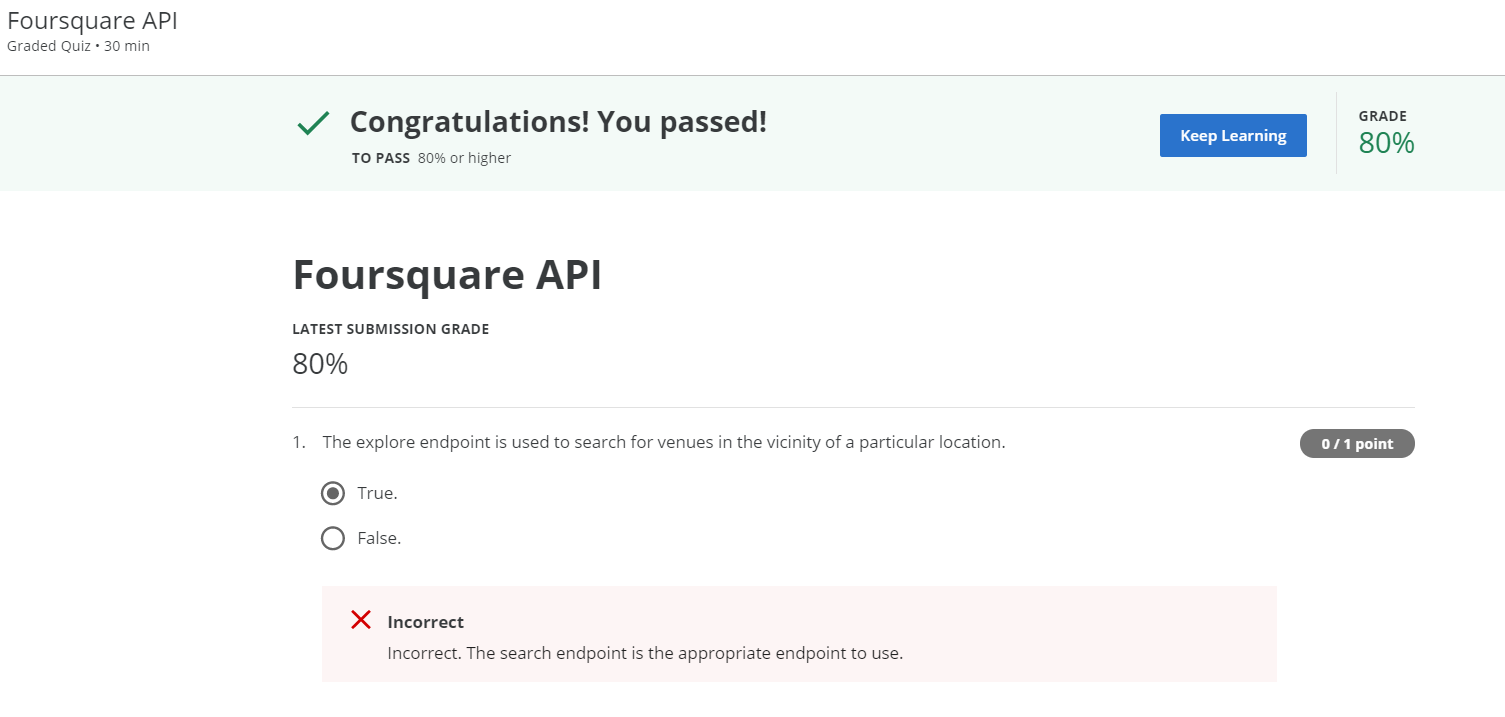 Foursquare API
Graded Quiz • 30 min
Congratulations! You passed!
TO PASS 80% or higher
Keep Learning
GRADE
80%
Foursquare API
LATEST SUBMISSION GRADE
80%
1. The explore endpoint is used to search for venues in the vicinity of a particular location.
0 / 1 point
True.
False.
Incorrect
Incorrect. The search endpoint is the appropriate endpoint to use.